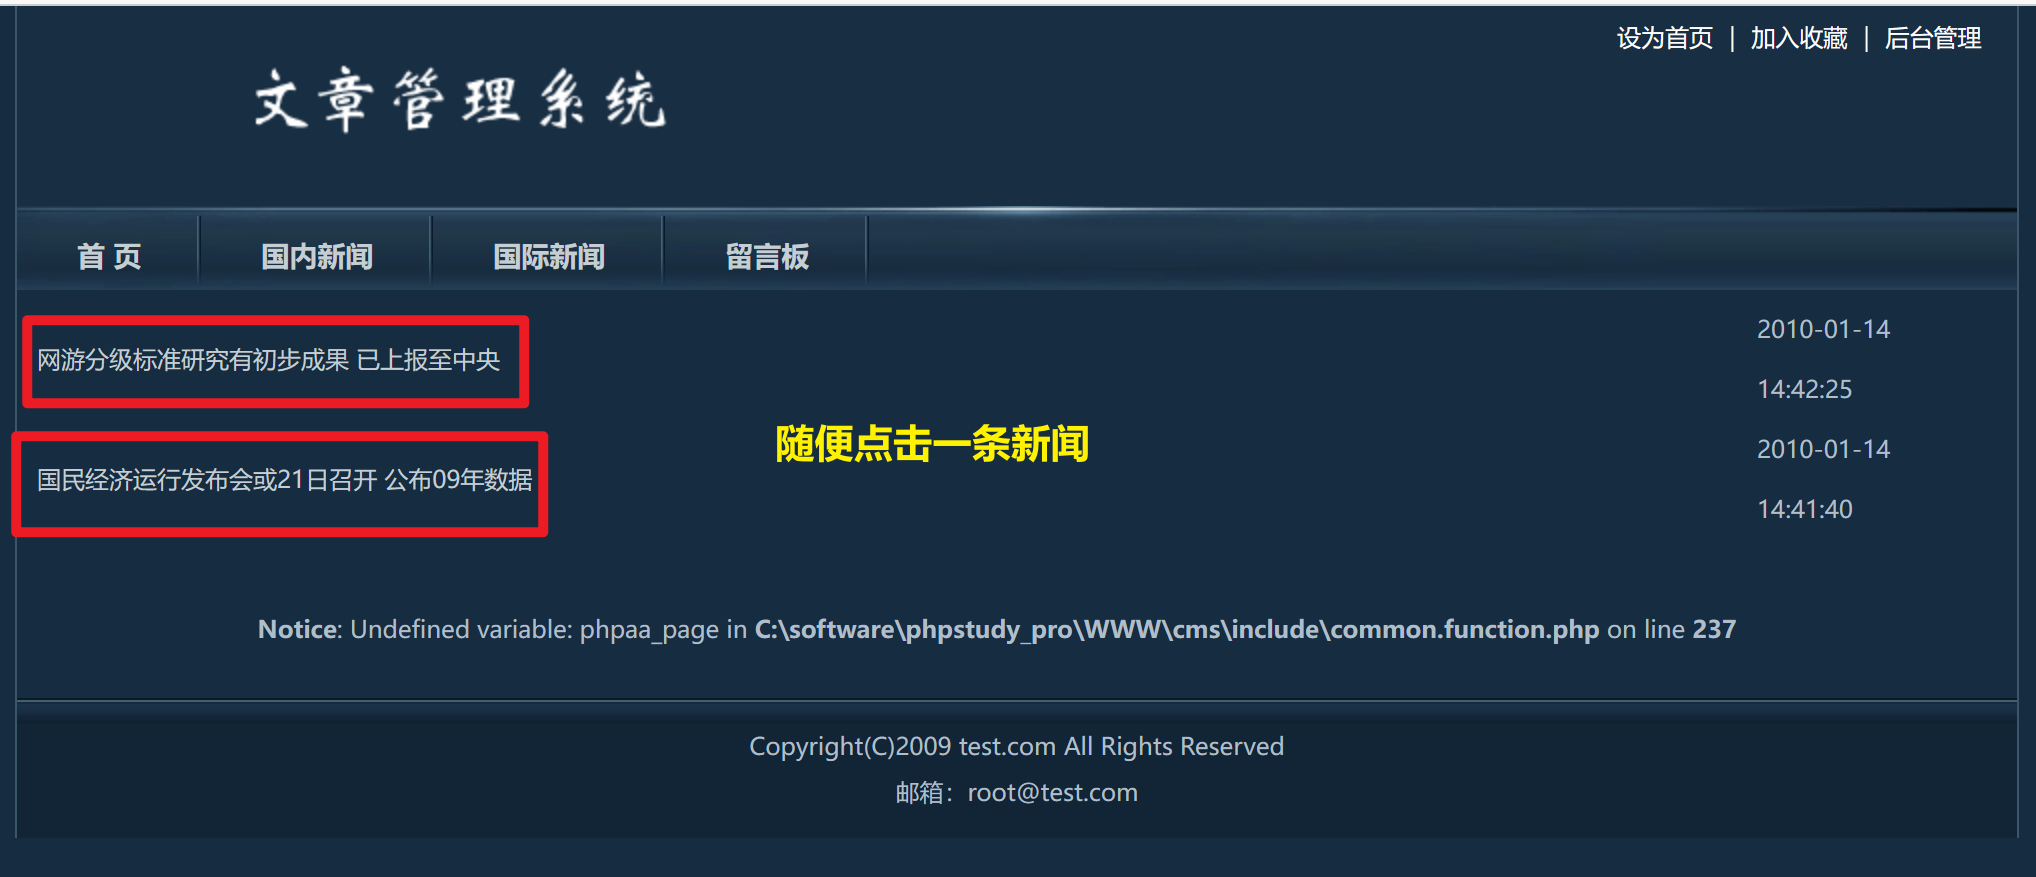 设为首页 | 加入收藏 | 后台管理
文章管理系统
首 页 国内新闻 国际新闻 留言板
网游分级标准研究有初步成果 已上报至中央
2010-01-14
14:42:25
随便点击一条新闻
国民经济运行发布会或21日召开 公布09年数据
2010-01-14
14:41:40
Notice: Undefined variable: phpaa_page in C:\software\phpstudy_pro\WWW\cms\include\common.function.php on line 237
Copyright(C)2009 test.com All Rights Reserved
邮箱：root@test.com